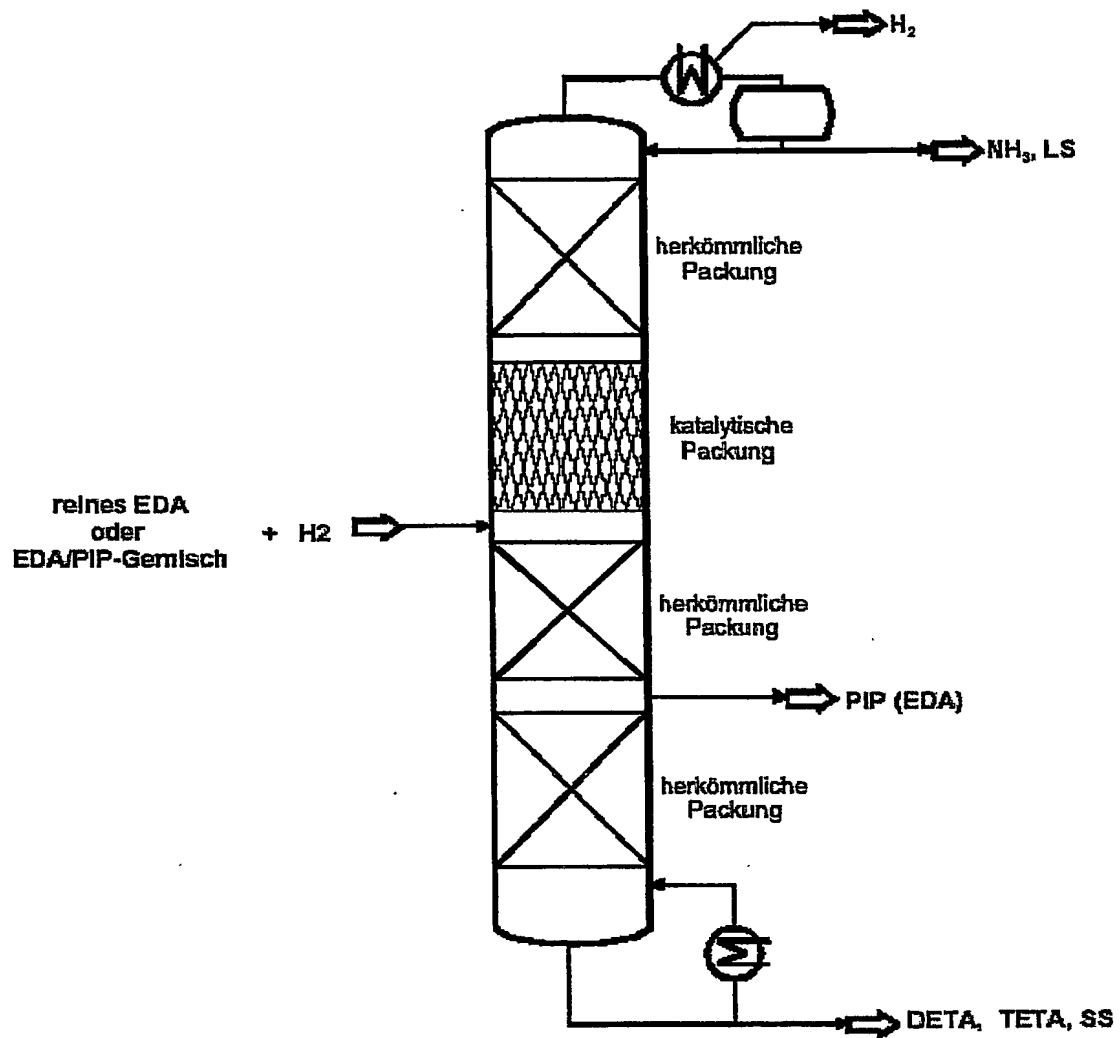 H₂
NH₃, LS
herkömmliche
Packung
katalytische
Packung
reines EDA
oder
EDA/PIP-Gemisch
+ H2
herkömmliche
Packung
PIP (EDA)
herkömmliche
Packung
DETA, TETA, SS